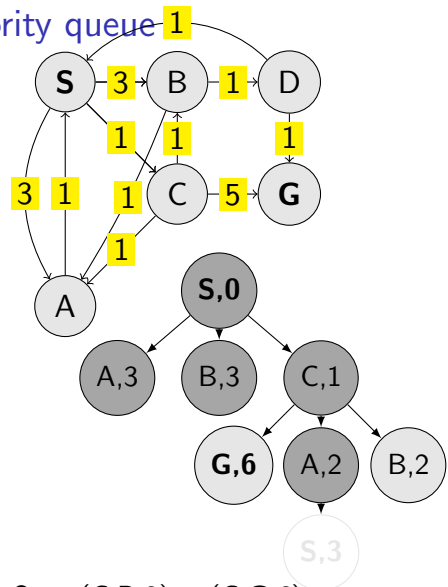 ority queue
1
S 3 B 1 D
1 1 1
3 1 1 C 5 G
1
A
S,0
A,3 B,3 C,1
G,6 A,2 B,2
S,3